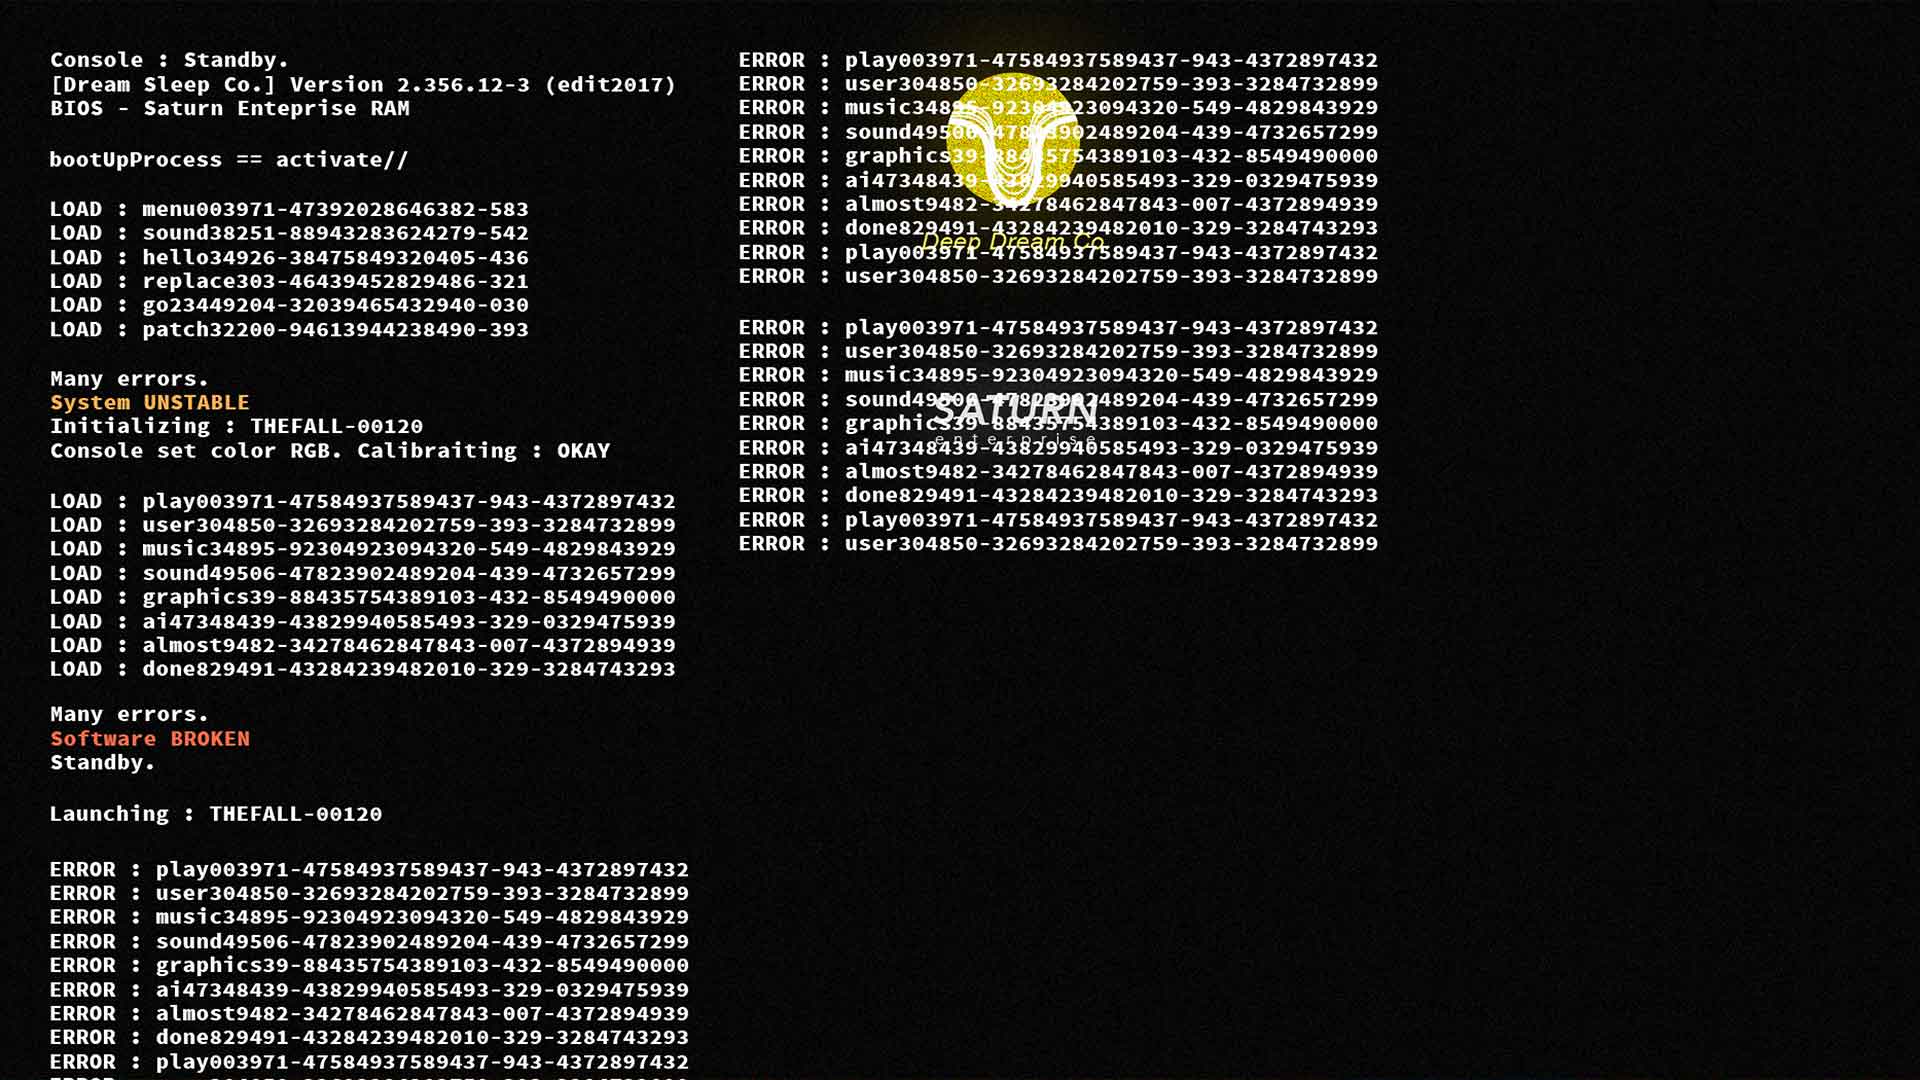 Console : Standby.
[Dream Sleep Co.] Version 2.356.12-3 (edit2017)
BIOS - Saturn Enteprise RAM
bootUpProcess == activate//
LOAD : menu003971-47392028646382-583
LOAD : sound38251-88943283624279-542
LOAD : hello34926-38475849320405-436
LOAD : replace303-46439452829486-321
LOAD : go23449204-32039465432940-030
LOAD : patch32200-94613944238490-393
Many errors.
System UNSTABLE
Initializing : THEFALL-00120
Console set color RGB. Calibraiting : OKAY
LOAD : play003971-47584937589437-943-4372897432
LOAD : user304850-32693284202759-393-3284732899
LOAD : music34895-92304923094320-549-4829843929
LOAD : sound49506-47823902489204-439-4732657299
LOAD : graphics39-88435754389103-432-8549490000
LOAD : ai47348439-43829940585493-329-0329475939
LOAD : almost9482-34278462847843-007-4372894939
LOAD : done829491-43284239482010-329-3284743293
Many errors.
Software BROKEN
Standby.
Launching : THEFALL-00120
ERROR : play003971-47584937589437-943-4372897432
ERROR : user304850-32693284202759-393-3284732899
ERROR : music34895-92304923094320-549-4829843929
ERROR : sound49506-47823902489204-439-4732657299
ERROR : graphics39-88435754389103-432-8549490000
ERROR : ai47348439-43829940585493-329-0329475939
ERROR : almost9482-34278462847843-007-4372894939
ERROR : done829491-43284239482010-329-3284743293
ERROR : play003971-47584937589437-943-4372897432
ERROR : play003971-47584937589437-943-4372897432
ERROR : user304850-32693284202759-393-3284732899
ERROR : music34895-92304923094320-549-4829843929
ERROR : sound49506-47823902489204-439-4732657299
ERROR : graphics39-88435754389103-432-8549490000
ERROR : ai47348439-43829940585493-329-0329475939
ERROR : almost9482-34278462847843-007-4372894939
ERROR : done829491-43284239482010-329-3284743293
Deep Dream Co
ERROR : play003971-47584937589437-943-4372897432
ERROR : user304850-32693284202759-393-3284732899
ERROR : play003971-47584937589437-943-4372897432
ERROR : user304850-32693284202759-393-3284732899
ERROR : music34895-92304923094320-549-4829843929
ERROR : sound49506-47823902489204-439-4732657299
SATURN
ERROR : graphics39-88435754389103-432-8549490000
enterprise
ERROR : ai47348439-43829940585493-329-0329475939
ERROR : almost9482-34278462847843-007-4372894939
ERROR : done829491-43284239482010-329-3284743293
ERROR : play003971-47584937589437-943-4372897432
ERROR : user304850-32693284202759-393-3284732899